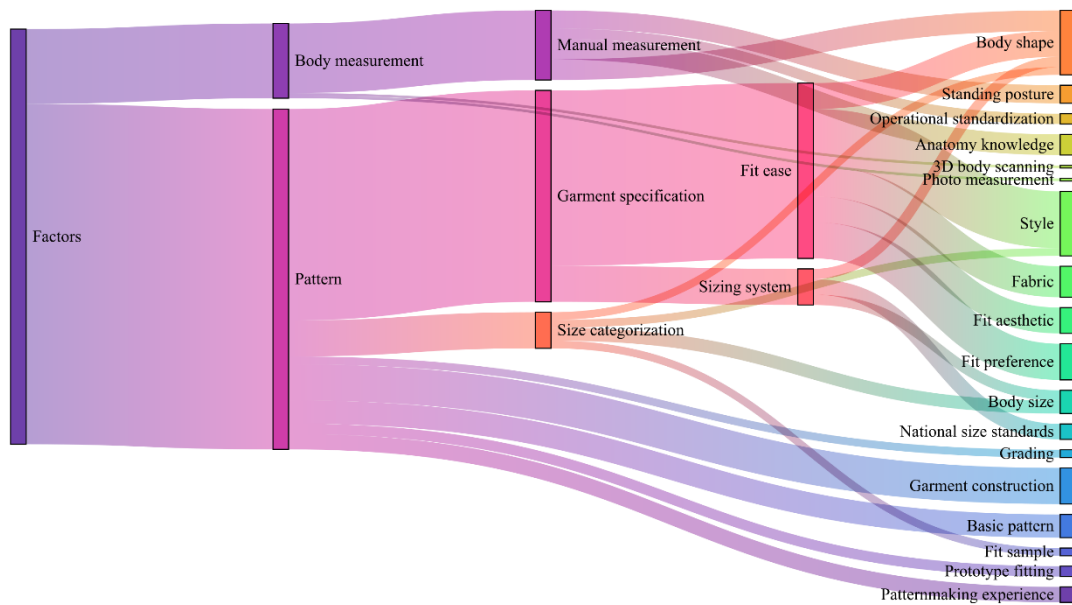 Factors
Body measurement
Pattern
Manual measurement
Garment specification
Size categorization
Fit ease
Sizing system
Body shape
Standing posture
Operational standardization
Anatomy knowledge
3D body scanning
Photo measurement
Style
Fabric
Fit aesthetic
Fit preference
Body size
National size standards
Grading
Garment construction
Basic pattern
Fit sample
Prototype fitting
Patternmaking experience